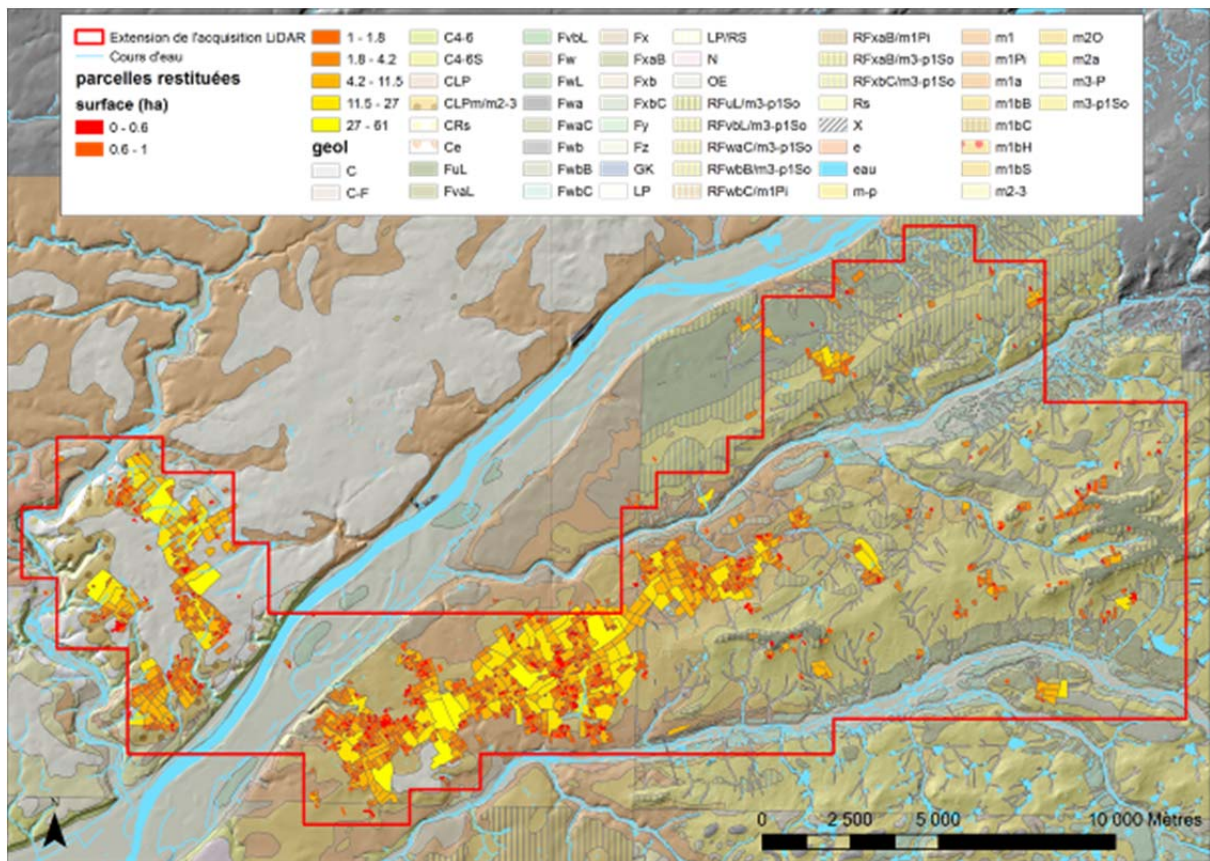 Extension de l'acquisition LiDAR
Cours d'eau
parcelles restituées
surface (ha)
0 - 0.6
0.6 - 1
1 - 1.8
1.8 - 4.2
4.2 - 11.5
11.5 - 27
27 - 61
geol
C
C-F
C4-6
C4-6S
CLP
CLPm/m2-3
CRs
Ce
FuL
FvaL
FvbL
Fw
FwL
Fwa
FwaC
Fwb
FwbB
FwbC
Fx
FxaB
Fxb
FxbC
Fy
Fz
GK
LP
LP/RS
N
OE
RFuL/m3-p1So
RFvbL/m3-p1So
RFwaC/m3-p1So
RFwbB/m3-p1So
RFwbC/m1Pi
RFxaB/m1Pi
RFxaB/m3-p1So
RFxbC/m3-p1So
Rs
X
e
eau
m-p
m1
m1Pi
m1a
m1bB
m1bC
m1bH
m1bS
m2-3
m2O
m2a
m3-P
m3-p1So
N
0 2 500 5 000 10 000 Mètres